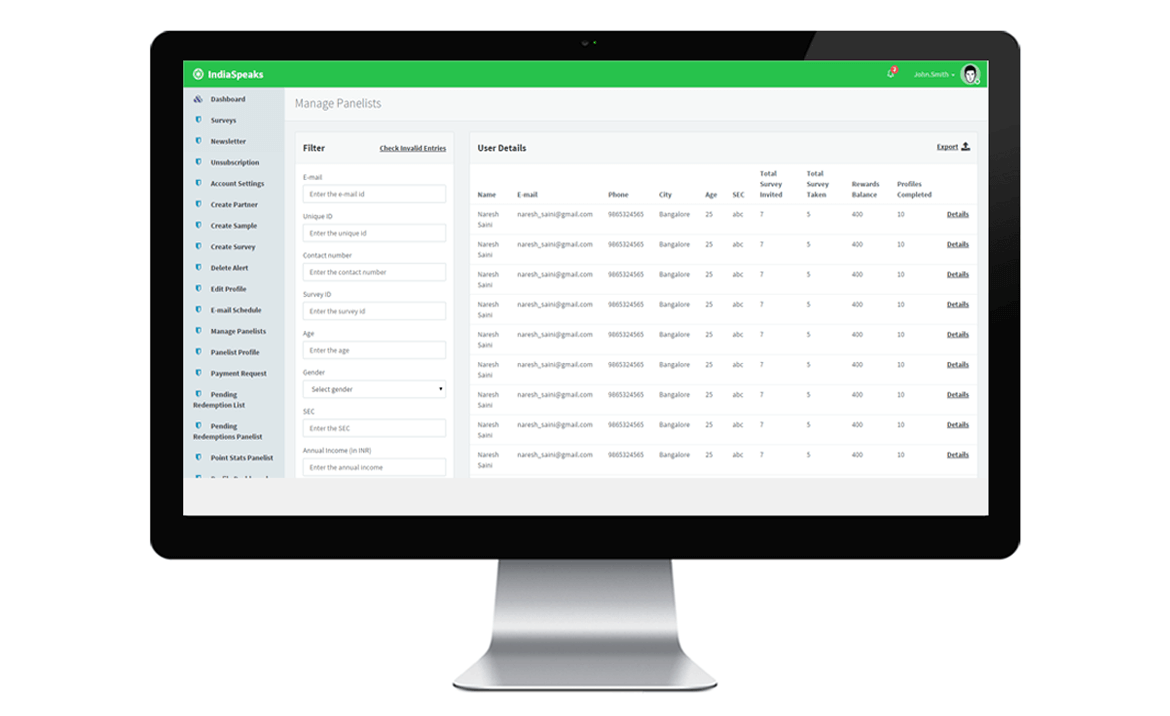 IndiaSpeaks
2
John.Smith
Dashboard
Surveys
Newsletter
Unsubscription
Account Settings
Create Partner
Create Sample
Create Survey
Delete Alert
Edit Profile
E-mail Schedule
Manage Panelists
Panelist Profile
Payment Request
Pending
Redemption List
Pending
Redemptions Panelist
Point Stats Panelist
Manage Panelists
Filter Check Invalid Entries
E-mail
Enter the e-mail id
Unique ID
Enter the unique id
Contact number
Enter the contact number
Survey ID
Enter the survey id
Age
Enter the age
Gender
Select gender
SEC
Enter the SEC
Annual Income (in INR)
Enter the annual income
User Details Export
Total Total
Survey Survey Rewards Profiles
Name E-mail Phone City Age SEC Invited Taken Balance Completed
Naresh naresh_saini@gmail.com 9865324565 Bangalore 25 abc 7 5 400 10 Details
Saini
Naresh naresh_saini@gmail.com 9865324565 Bangalore 25 abc 7 5 400 10 Details
Saini
Naresh naresh_saini@gmail.com 9865324565 Bangalore 25 abc 7 5 400 10 Details
Saini
Naresh naresh_saini@gmail.com 9865324565 Bangalore 25 abc 7 5 400 10 Details
Saini
Naresh naresh_saini@gmail.com 9865324565 Bangalore 25 abc 7 5 400 10 Details
Saini
Naresh naresh_saini@gmail.com 9865324565 Bangalore 25 abc 7 5 400 10 Details
Saini
Naresh naresh_saini@gmail.com 9865324565 Bangalore 25 abc 7 5 400 10 Details
Saini
Naresh naresh_saini@gmail.com 9865324565 Bangalore 25 abc 7 5 400 10 Details
Saini
Naresh naresh_saini@gmail.com 9865324565 Bangalore 25 abc 7 5 400 10 Details
Saini